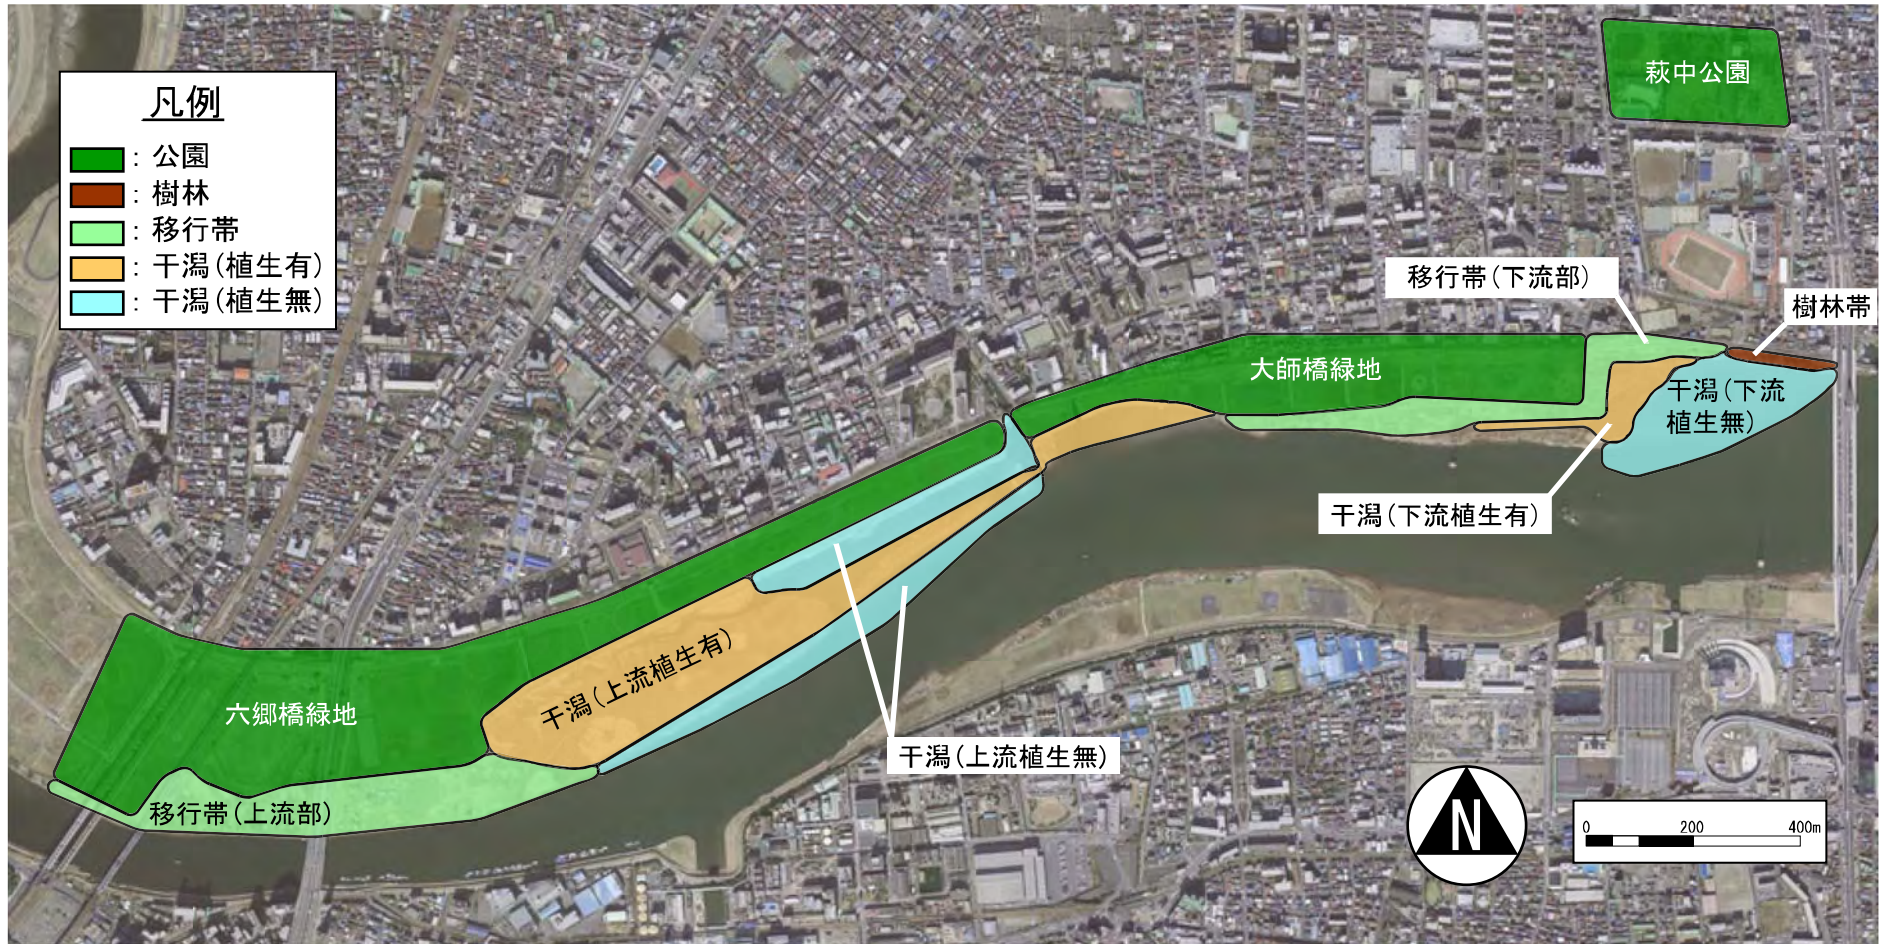 凡例
：公園
：樹林
：移行帯
：干潟（植生有）
：干潟（植生無）
萩中公園
移行帯（下流部）
樹林帯
大師橋緑地
干潟（下流
植生無）
干潟（下流植生有）
干潟（上流植生有）
六郷橋緑地
干潟（上流植生無）
移行帯（上流部）
N
0 200 400m